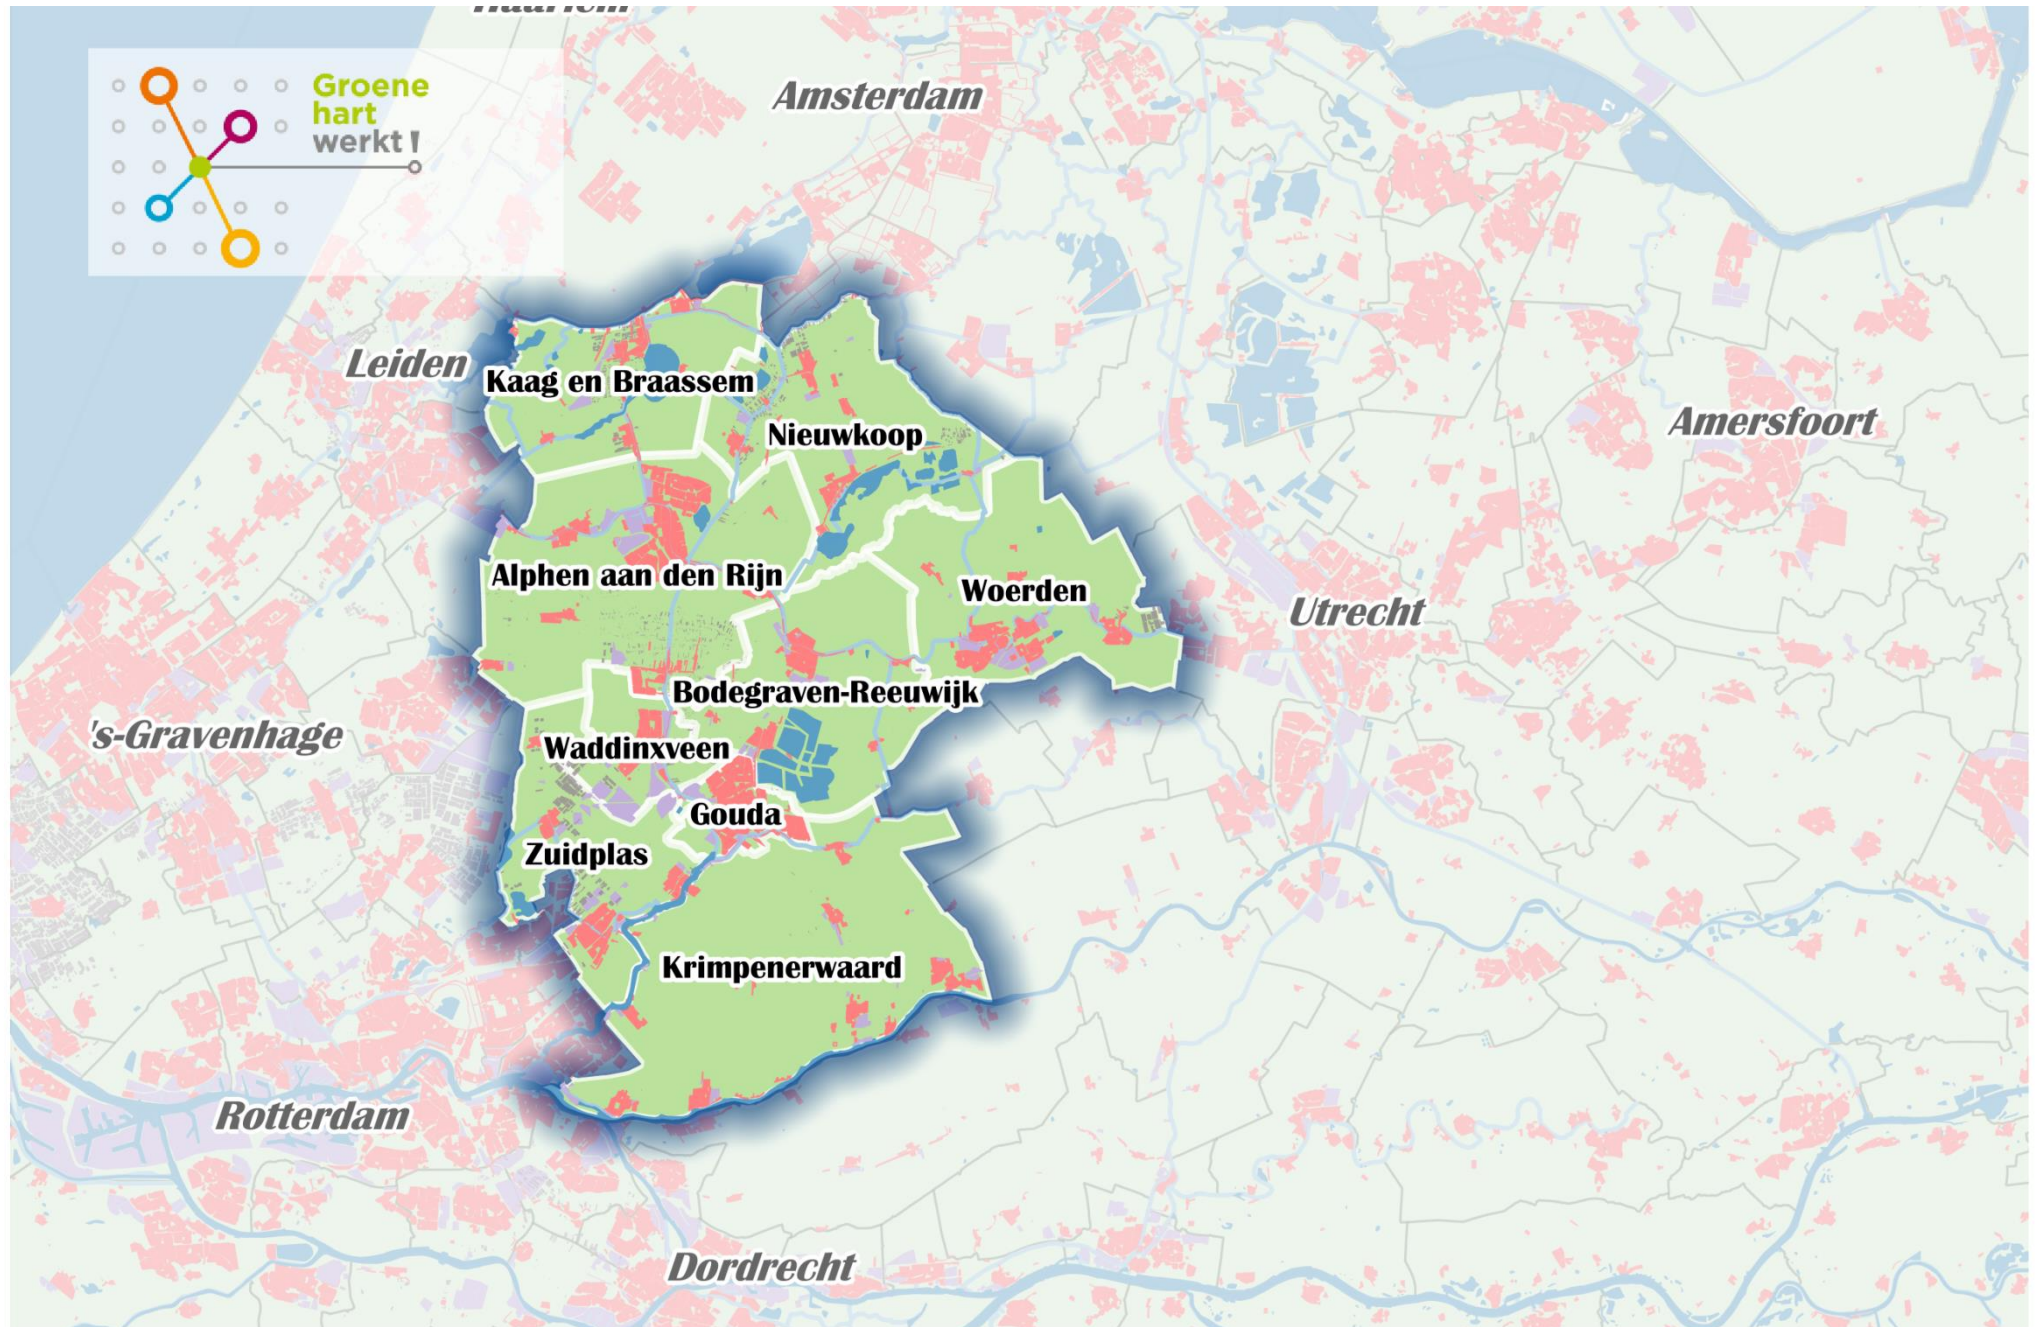 Haarlem
Groene
hart
werkt!
Amsterdam
Leiden
Kaag en Braassem
Nieuwkoop
Amersfoort
Alphen aan den Rijn
Woerden
Utrecht
Bodegraven-Reeuwijk
's-Gravenhage
Waddinxveen
Gouda
Zuidplas
Krimpenerwaard
Rotterdam
Dordrecht